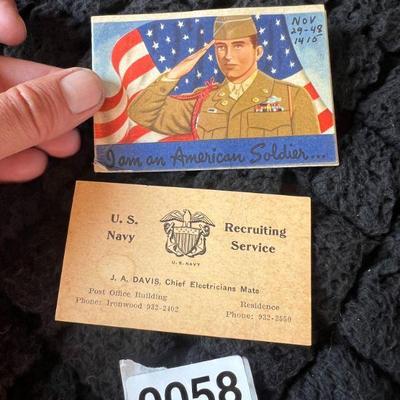 NOV
29-48
1415
I am an American Soldier...
U. S. Navy
Recruiting Service
U.S. NAVY
J. A. DAVIS, Chief Electricians Mate
Post Office Building
Phone: Ironwood 932-2402
Residence
Phone: 932-2550
0058